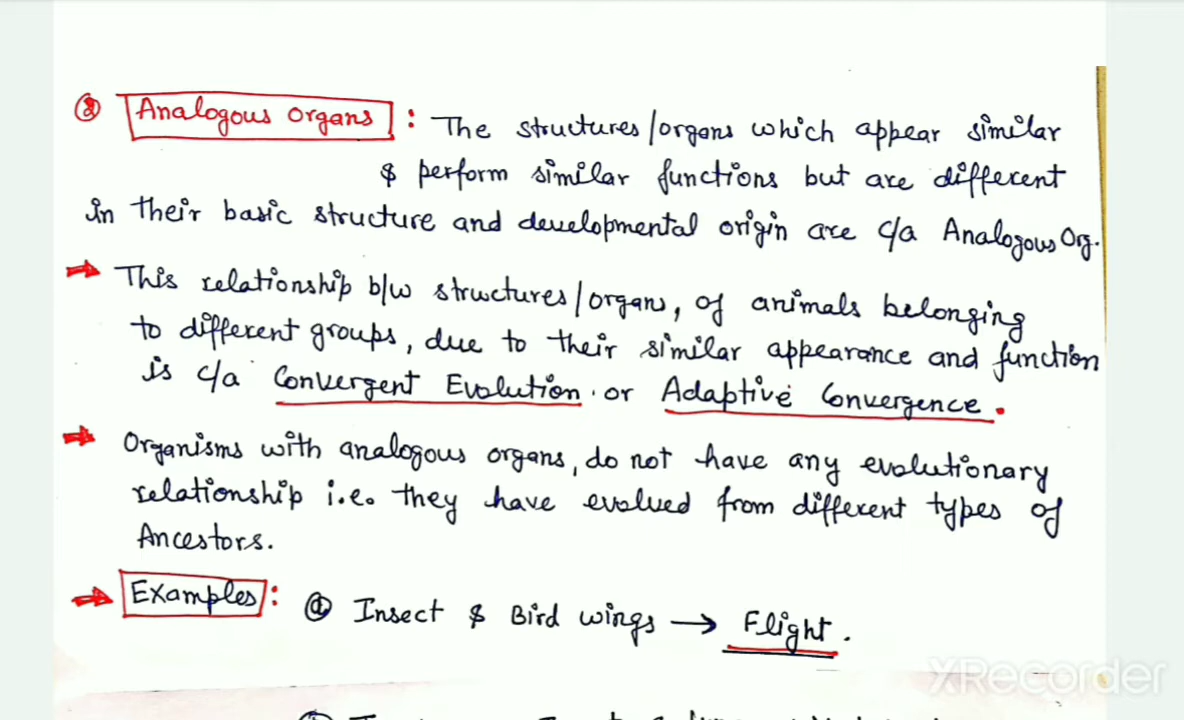 ② Analogous Organs : The structures/organs which appear similar
& perform similar functions but are different
in their basic structure and developmental origin are c/a Analogous Org.
→ This relationship b/w structures/organs, of animals belonging
to different groups, due to their similar appearance and function
is c/a Convergent Evolution. or Adaptive Convergence.
→ Organisms with analogous organs, do not have any evolutionary
relationship i.e. they have evolved from different types of
Ancestors.
→ Examples : ⓐ Insect & Bird wings → Flight.
XRecorder